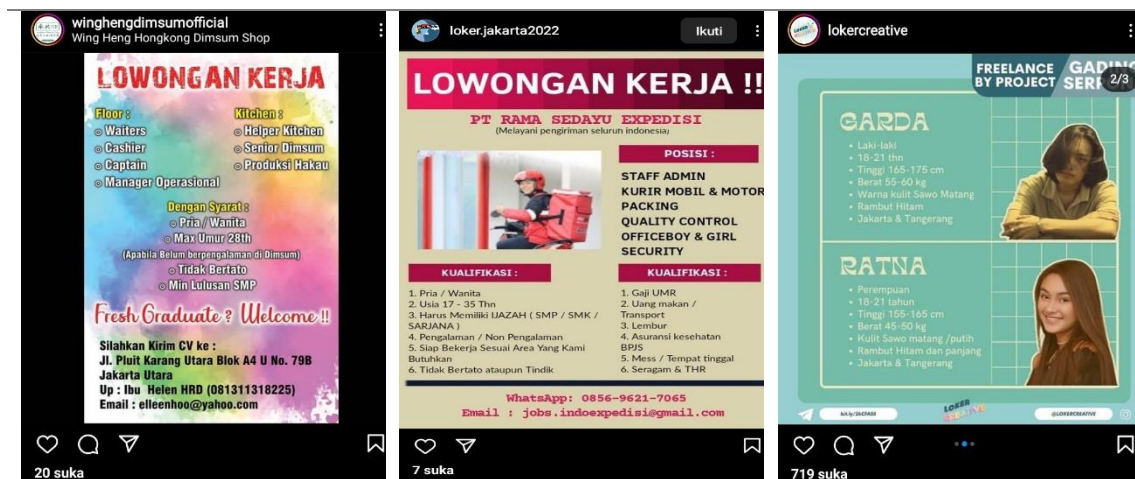 winghengdimsumofficial
Wing Heng Hongkong Dimsum Shop
LOWONGAN KERJA
Floor :
Waiters
Cashier
Captain
Manager Operasional
Kitchen :
Helper Kitchen
Senior Dimsum
Produksi Hakau
Dengan Syarat :
Pria / Wanita
Max Umur 28th
(Apabila Belum berpengalaman di Dimsum)
Tidak Bertato
Min Lulusan SMP
Fresh Graduate ? Welcome !!
Silahkan Kirim CV ke :
Jl. Pluit Karang Utara Blok A4 U No. 79B
Jakarta Utara
Up : Ibu Helen HRD (081311318225)
Email : elleenhoo@yahoo.com
20 suka
loker.jakarta2022
Ikuti
LOWONGAN KERJA !!
PT RAMA SEDAYU EXPEDISI
(Melayani pengiriman seluruh indonesia)
POSISI :
STAFF ADMIN
KURIR MOBIL & MOTOR
PACKING
QUALITY CONTROL
OFFICEBOY & GIRL
SECURITY
KUALIFIKASI :
1. Pria / Wanita
2. Usia 17 - 35 Thn
3. Harus Memiliki IJAZAH ( SMP / SMK /
SARJANA )
4. Pengalaman / Non Pengalaman
5. Siap Bekerja Sesuai Area Yang Kami
Butuhkan
6. Tidak Bertato ataupun Tindik
KUALIFIKASI :
1. Gaji UMR
2. Uang makan /
Transport
3. Lembur
4. Asuransi kesehatan
BPJS
5. Mess / Tempat tinggal
6. Seragam & THR
WhatsApp: 0856-9621-7065
Email : jobs.indoexpedisi@gmail.com
7 suka
lokercreative
FREELANCE
BY PROJECT
GADING
SERP
2/3
GARDA
• Laki-laki
• 18-21 thn
• Tinggi 165-175 cm
• Berat 55-60 kg
• Warna kulit Sawo Matang
• Rambut Hitam
• Jakarta & Tangerang
RATNA
• Perempuan
• 18-21 tahun
• Tinggi 155-165 cm
• Berat 45-50 kg
• Kulit Sawo matang /putih
• Rambut Hitam dan panjang
• Jakarta & Tangerang
LOKER
CREATIVE
@LOKERCREATIVE
719 suka